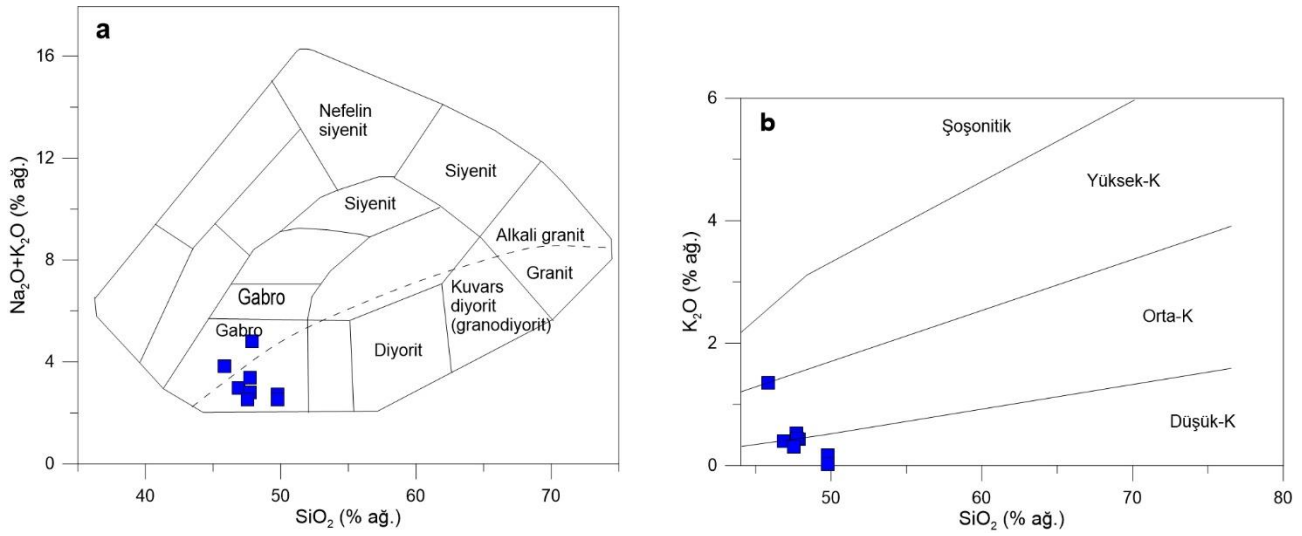 a
16
12
8
4
0
Na₂O+K₂O (% ağ.)
Nefelin
siyenit
Siyenit
Siyenit
Alkali granit
Granit
Kuvars
diyorit
(granodiyorit)
Gabro
Gabro
Diyorit
40
50
60
70
SiO₂ (% ağ.)
b
6
4
2
0
K₂O (% ağ.)
Şoşonitik
Yüksek-K
Orta-K
Düşük-K
50
60
70
80
SiO₂ (% ağ.)